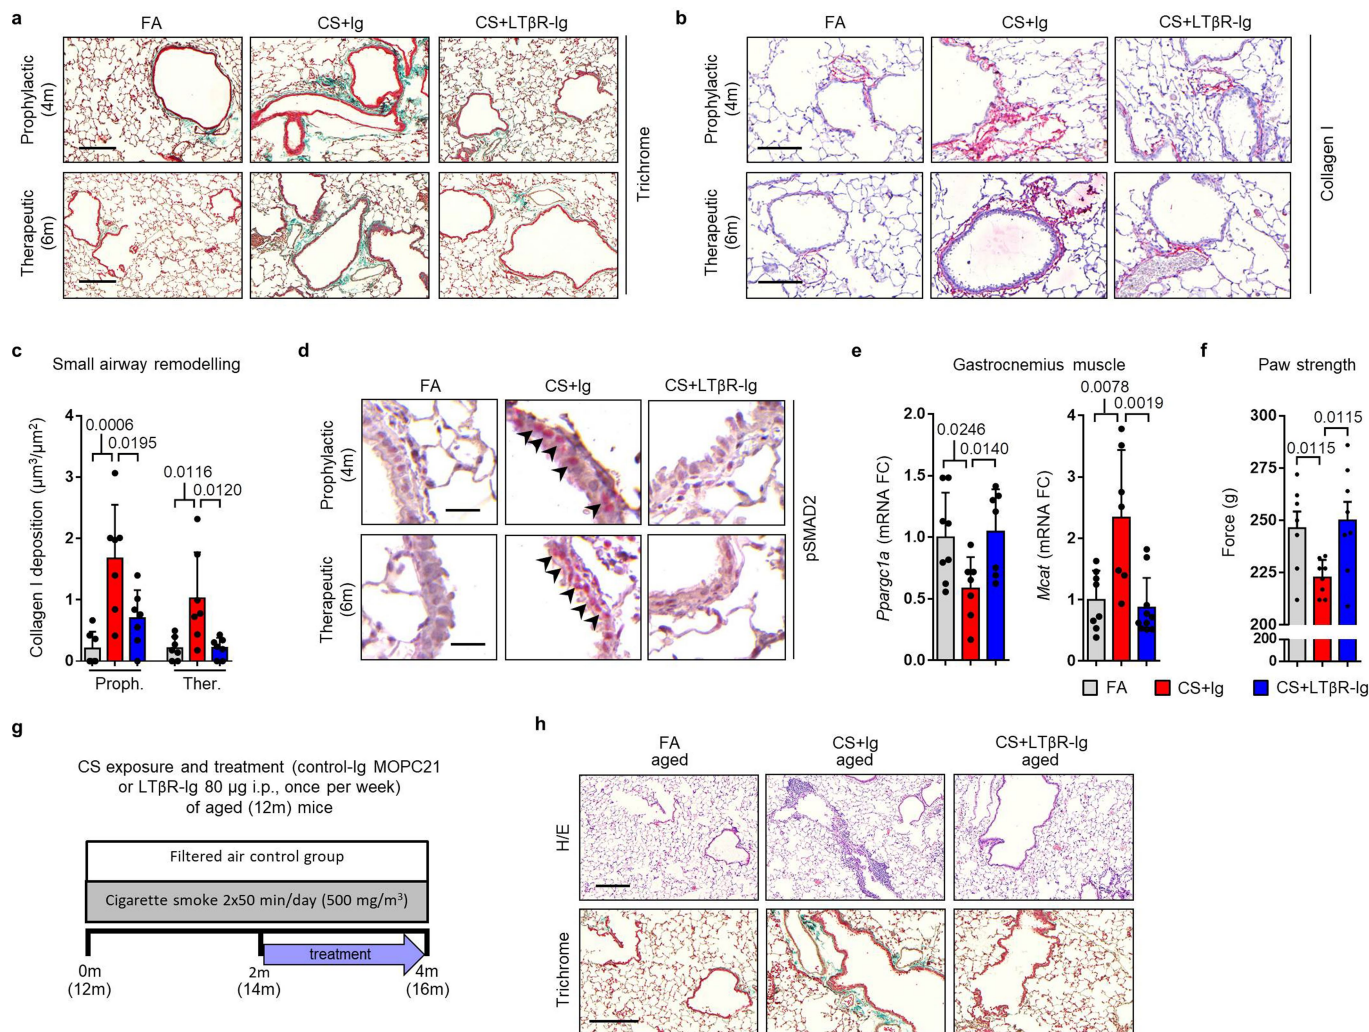 a
FA
CS+Ig
CS+LTβR-Ig
Prophylactic
(4m)
Therapeutic
(6m)
Trichrome
b
FA
CS+Ig
CS+LTβR-Ig
Prophylactic
(4m)
Therapeutic
(6m)
Collagen I
c
Small airway remodelling
Collagen I deposition (µm³/µm²)
4
3
2
1
0
0.0006
0.0195
0.0116
0.0120
Proph.
Ther.
d
FA
CS+Ig
CS+LTβR-Ig
Prophylactic
(4m)
Therapeutic
(6m)
pSMAD2
e
Gastrocnemius muscle
Ppargc1a (mRNA FC)
2.0
1.5
1.0
0.5
0.0
0.0246
0.0140
Mcat (mRNA FC)
4
3
2
1
0
0.0078
0.0019
f
Paw strength
Force (g)
300
275
250
225
200
200
0
0.0115
0.0115
FA
CS+Ig
CS+LTβR-Ig
g
CS exposure and treatment (control-Ig MOPC21
or LTβR-Ig 80 µg i.p., once per week)
of aged (12m) mice
Filtered air control group
Cigarette smoke 2x50 min/day (500 mg/m³)
treatment
0m
2m
4m
(12m)
(14m)
(16m)
h
FA
aged
CS+Ig
aged
CS+LTβR-Ig
aged
H/E
Trichrome